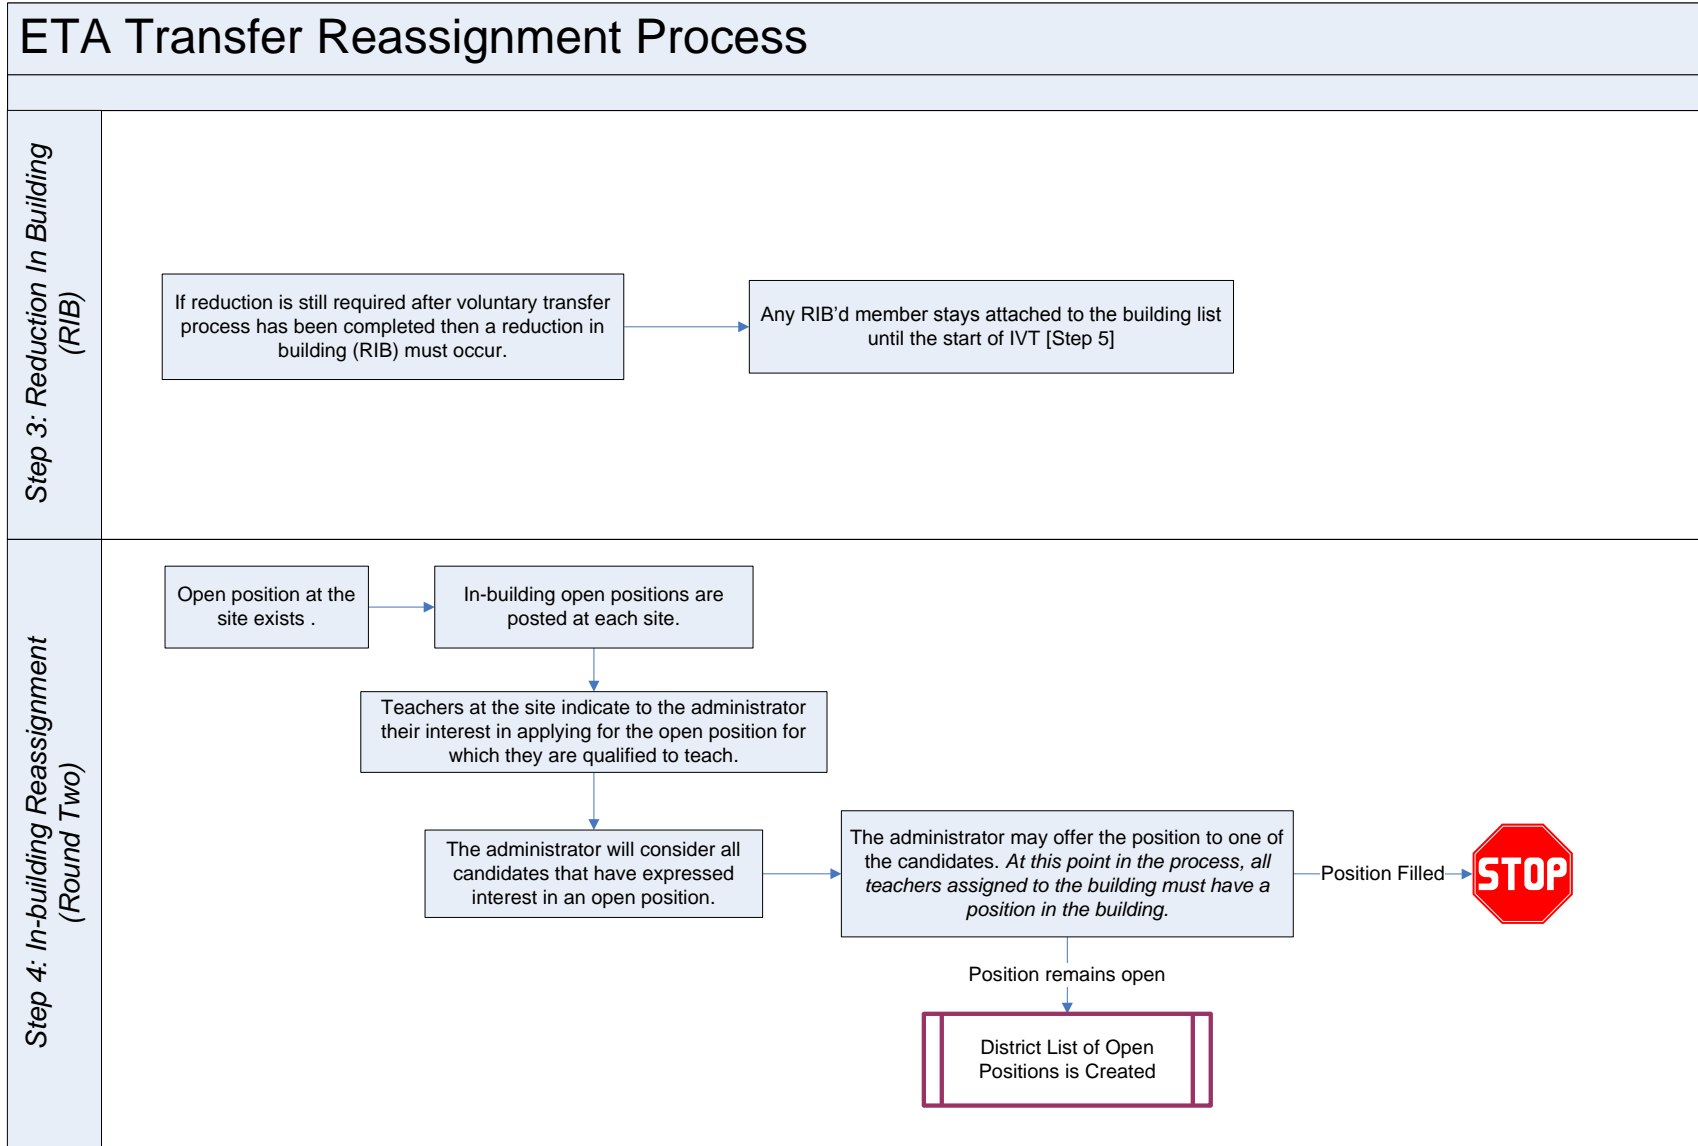 ETA Transfer Reassignment Process
Step 3: Reduction In Building
(RIB)
If reduction is still required after voluntary transfer
process has been completed then a reduction in
building (RIB) must occur.
Any RIB’d member stays attached to the building list
until the start of IVT [Step 5]
Step 4: In-building Reassignment
(Round Two)
Open position at the
site exists .
In-building open positions are
posted at each site.
Teachers at the site indicate to the administrator
their interest in applying for the open position for
which they are qualified to teach.
The administrator will consider all
candidates that have expressed
interest in an open position.
The administrator may offer the position to one of
the candidates. At this point in the process, all
teachers assigned to the building must have a
position in the building.
Position Filled
STOP
Position remains open
District List of Open
Positions is Created